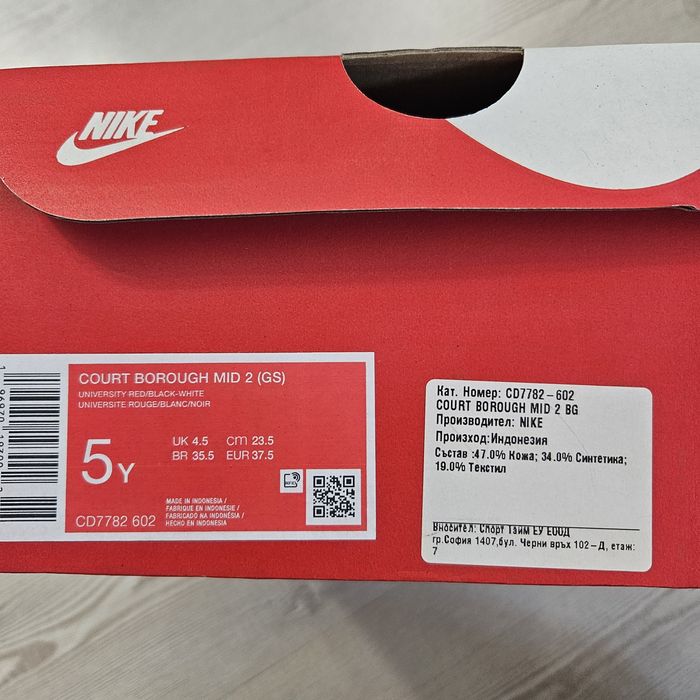 NIKE
COURT BOROUGH MID 2 (GS)
UNIVERSITY RED/BLACK-WHITE
UNIVERSITE ROUGE/BLANC/NOIR
5Y
UK 4.5 CM 23.5
BR 35.5 EUR 37.5
MADE IN INDONESIA /
FABRIQUE EN INDONESIE /
FABRICADO NA INDONÉSIA /
HECHO EN INDONESIA
CD7782 602
Кат. Номер: CD7782-602
COURT BOROUGH MID 2 BG
Производител: NIKE
Произход:Индонезия
Състав :47.0% Кожа; 34.0% Синтетика;
19.0% Текстил
Вносител: Спорт Тайм ЕУ ЕООД
гр.София 1407,бул. Черни връх 102-Д, етаж:
7